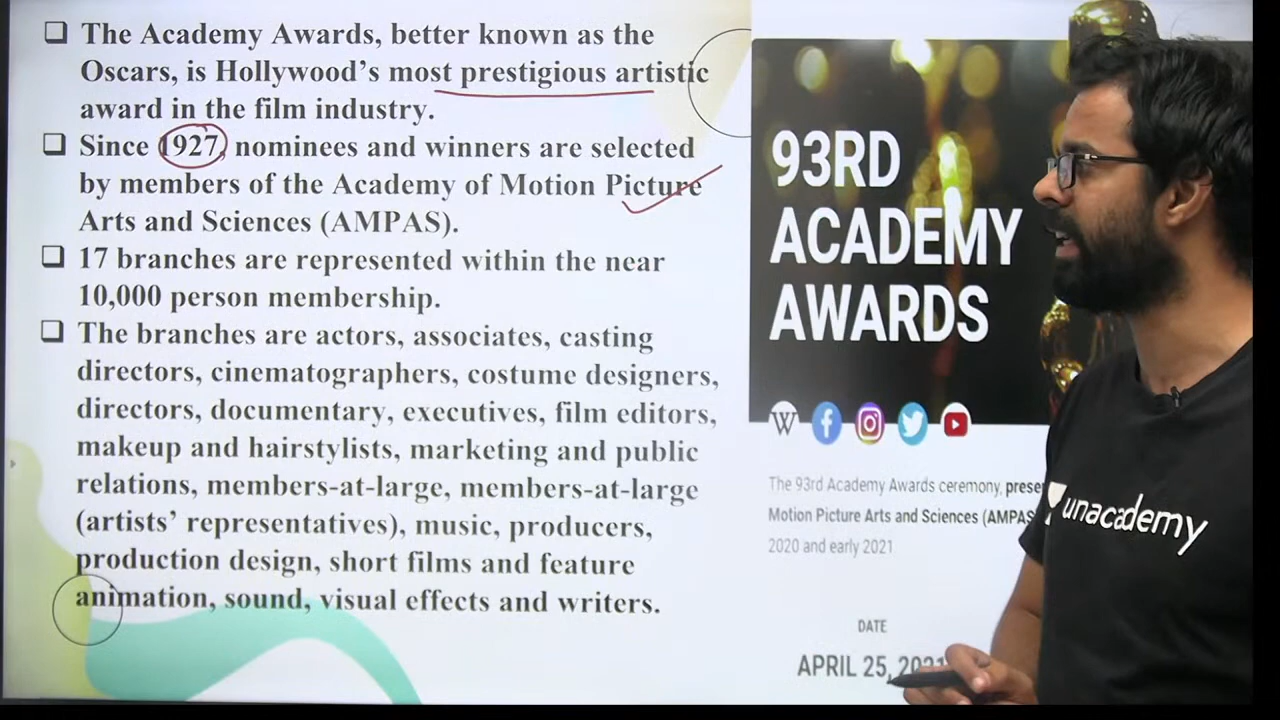 ❑ The Academy Awards, better known as the
Oscars, is Hollywood’s most prestigious artistic
award in the film industry.
❑ Since 1927, nominees and winners are selected
by members of the Academy of Motion Picture
Arts and Sciences (AMPAS).
❑ 17 branches are represented within the near
10,000 person membership.
❑ The branches are actors, associates, casting
directors, cinematographers, costume designers,
directors, documentary, executives, film editors,
makeup and hairstylists, marketing and public
relations, members-at-large, members-at-large
(artists’ representatives), music, producers,
production design, short films and feature
animation, sound, visual effects and writers.
93RD
ACADEMY
AWARDS
W
The 93rd Academy Awards ceremony,
Motion Picture Arts and Sciences (AMPAS
2020 and early 2021
DATE
APRIL 25, 2021
unacademy